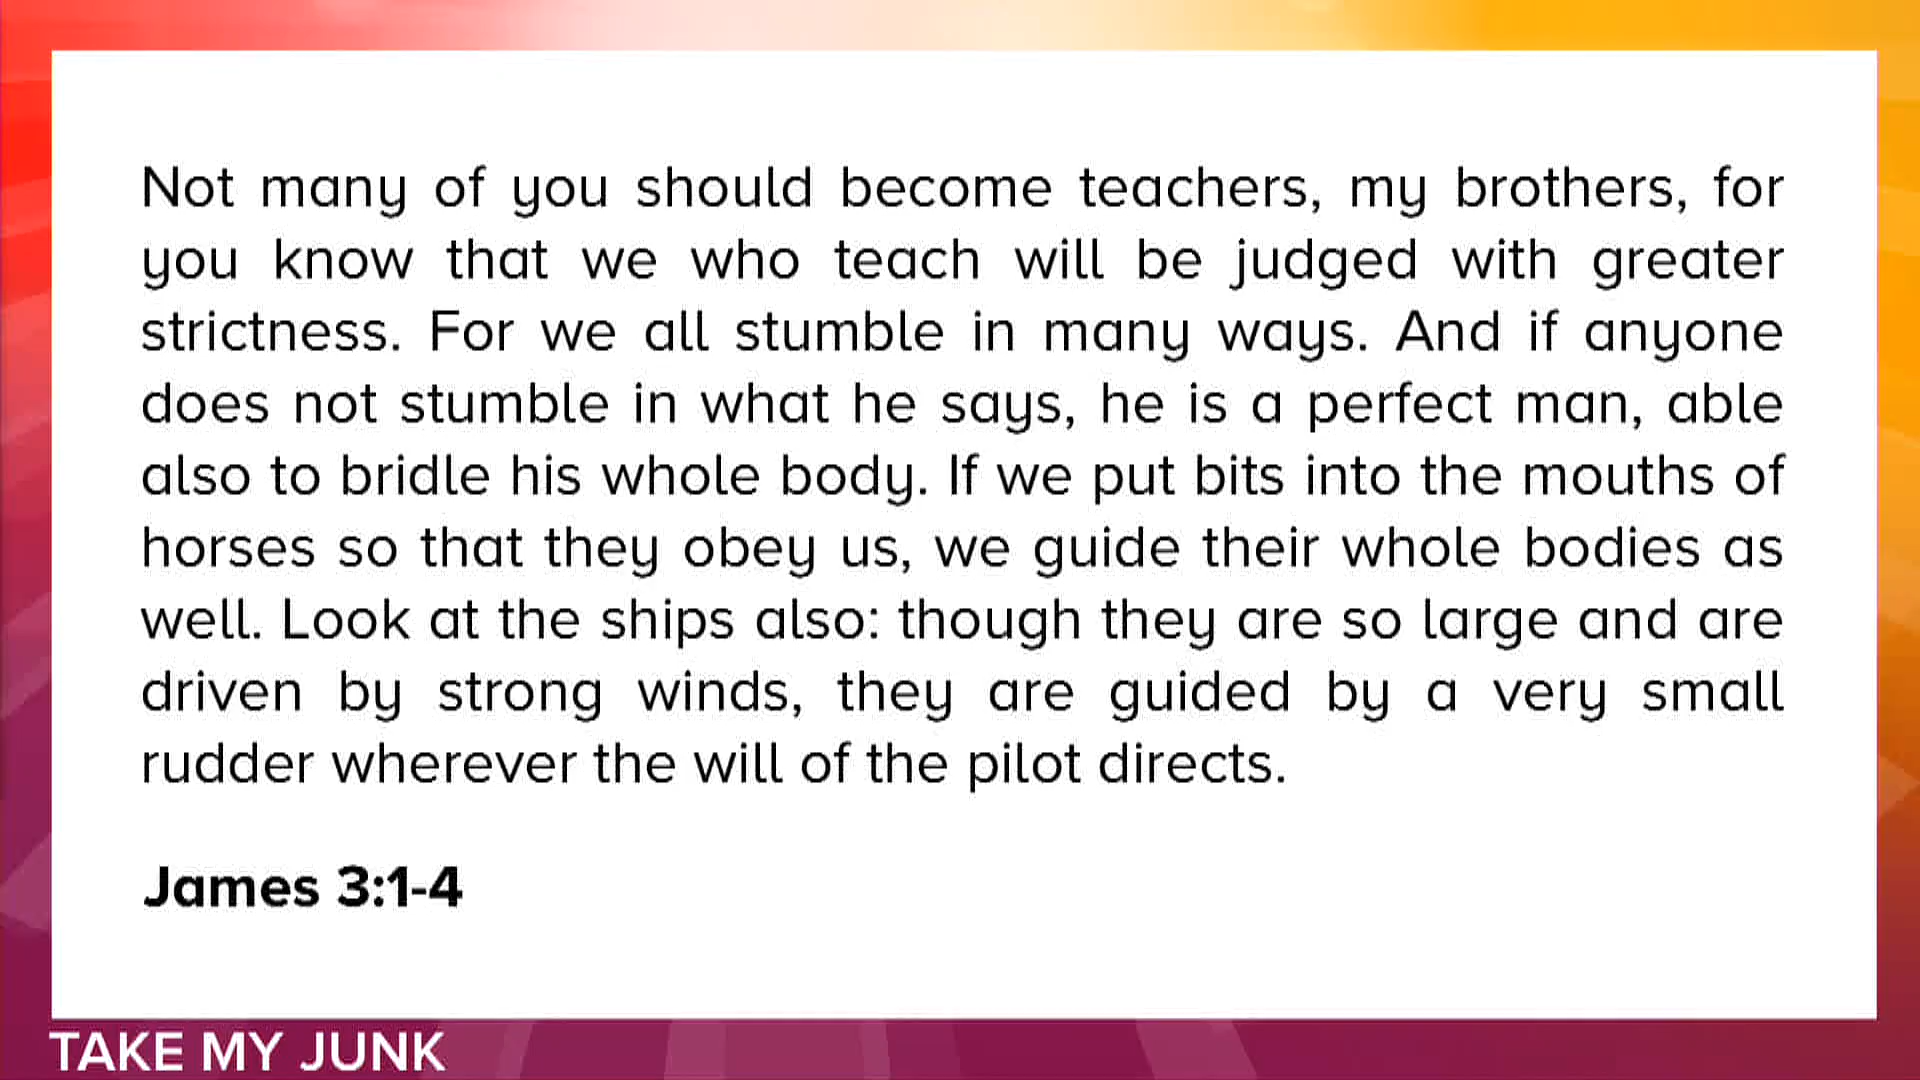 Not many of you should become teachers, my brothers, for
you know that we who teach will be judged with greater
strictness. For we all stumble in many ways. And if anyone
does not stumble in what he says, he is a perfect man, able
also to bridle his whole body. If we put bits into the mouths of
horses so that they obey us, we guide their whole bodies as
well. Look at the ships also: though they are so large and are
driven by strong winds, they are guided by a very small
rudder wherever the will of the pilot directs.
James 3:1-4
TAKE MY JUNK